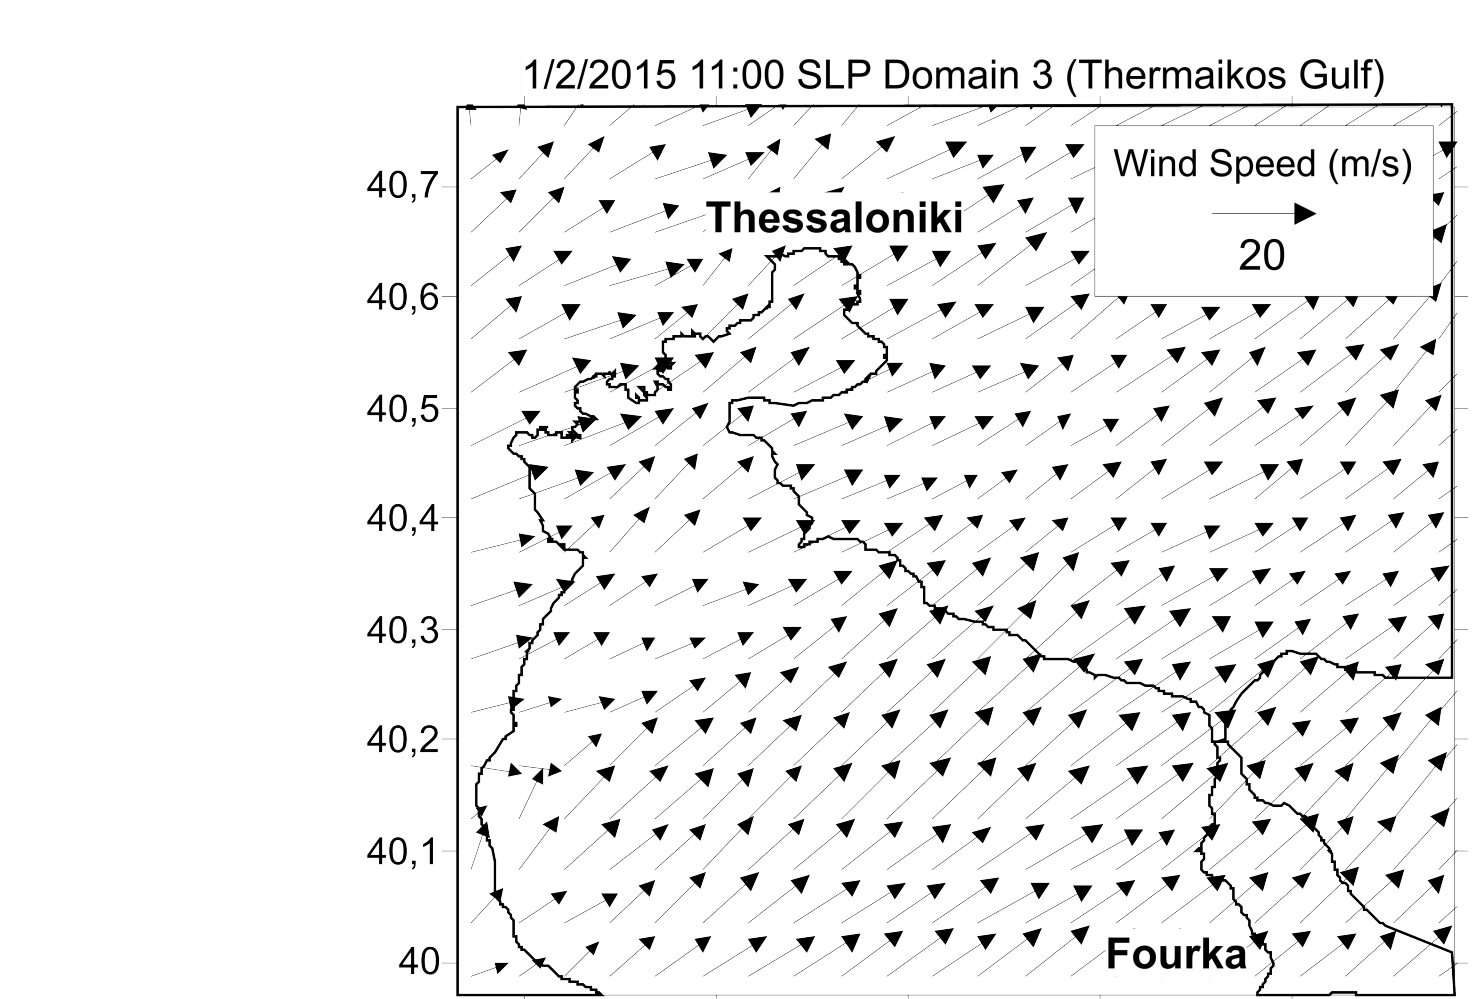 1/2/2015 11:00 SLP Domain 3 (Thermaikos Gulf)
Wind Speed (m/s)
20
40,7
Thessaloniki
40,6
40,5
40,4
40,3
40,2
40,1
Fourka
40